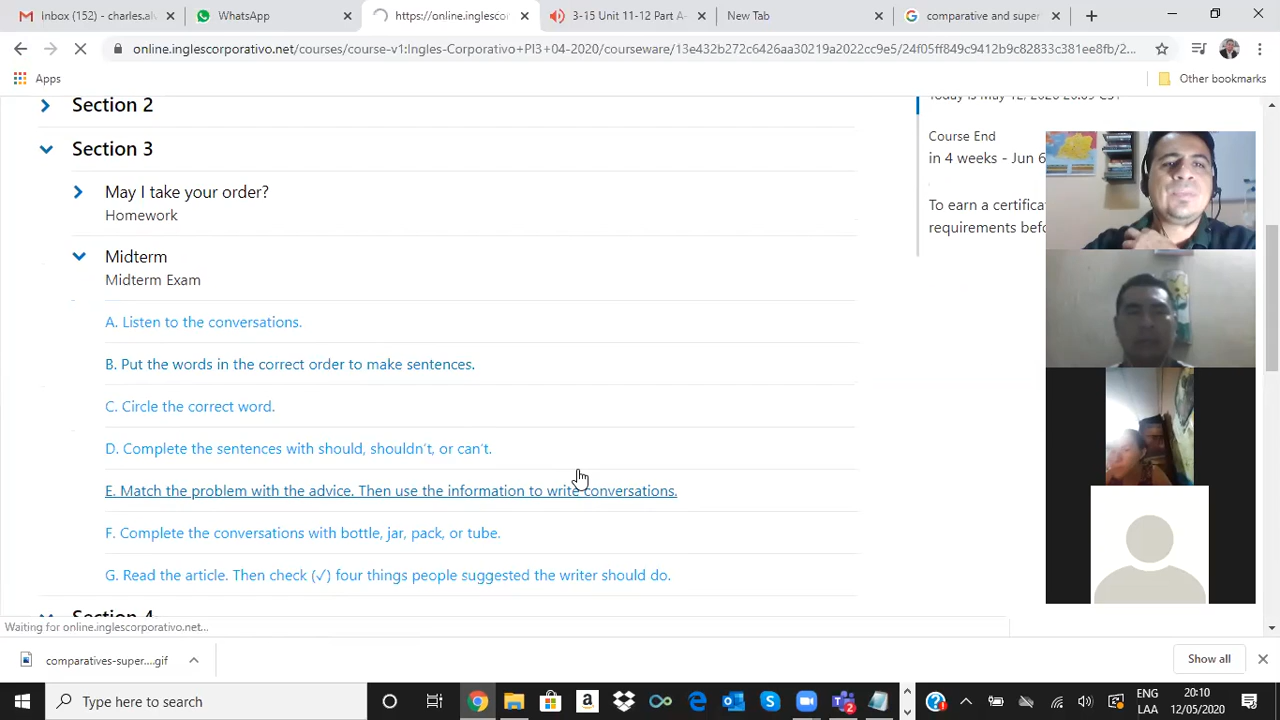 Inbox (152) - charles.al
WhatsApp
https://online.inglescor
3-15 Unit 11-12 Part A-
New Tab
comparative and super
online.inglescorporativo.net/courses/course-v1:Ingles-Corporativo+PI3+04-2020/courseware/13e432b272c6426aa30219a2022cc9e5/24f05ff849c9412b9c82833c381ee8fb/2...
Apps
Other bookmarks
Section 2
Section 3
May I take your order?
Homework
Midterm
Midterm Exam
A. Listen to the conversations.
B. Put the words in the correct order to make sentences.
C. Circle the correct word.
D. Complete the sentences with should, shouldn't, or can't.
E. Match the problem with the advice. Then use the information to write conversations.
F. Complete the conversations with bottle, jar, pack, or tube.
G. Read the article. Then check (✓) four things people suggested the writer should do.
Section 4
Course End
in 4 weeks - Jun 6
To earn a certifica
requirements befo
Waiting for online.inglescorporativo.net...
comparatives-super....gif
Show all
Type here to search
ENG
LAA
20:10
12/05/2020